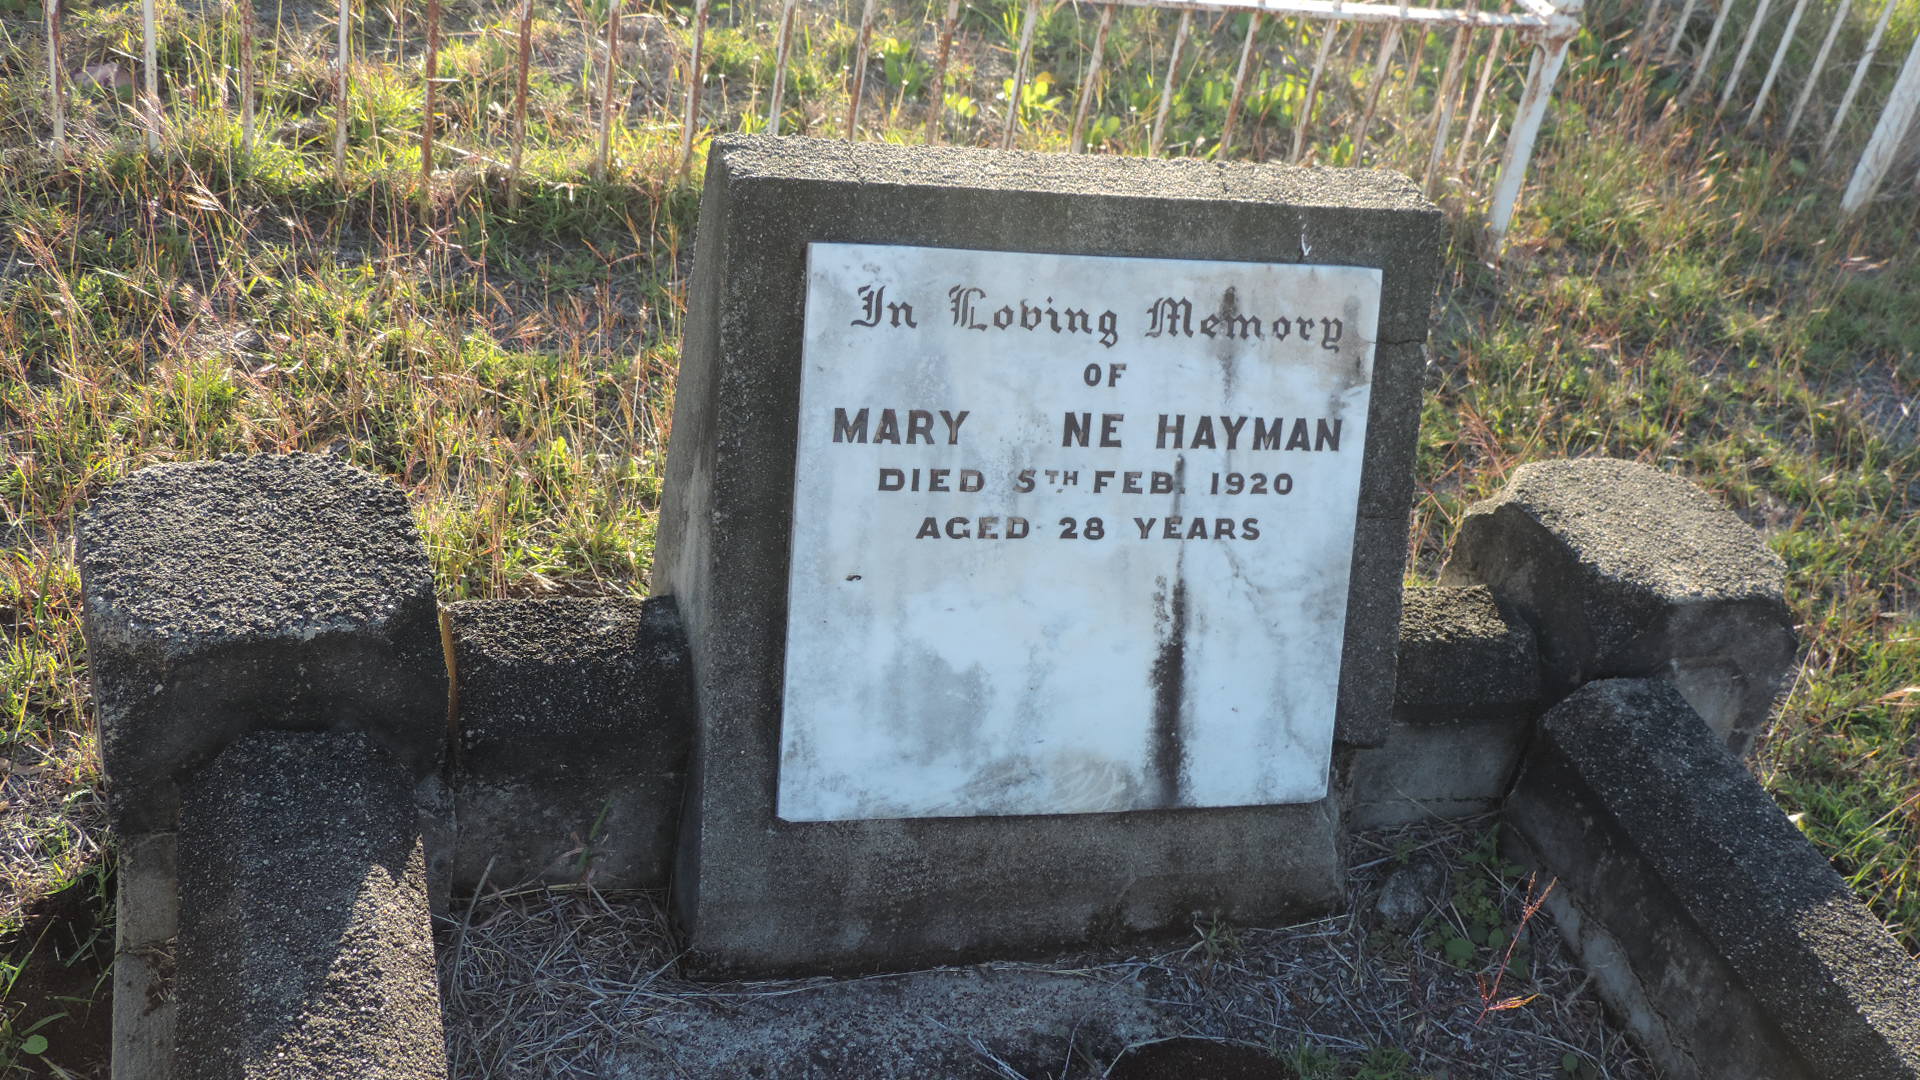 In Loving Memory
OF
MARY NE HAYMAN
DIED 5TH FEB. 1920
AGED 28 YEARS